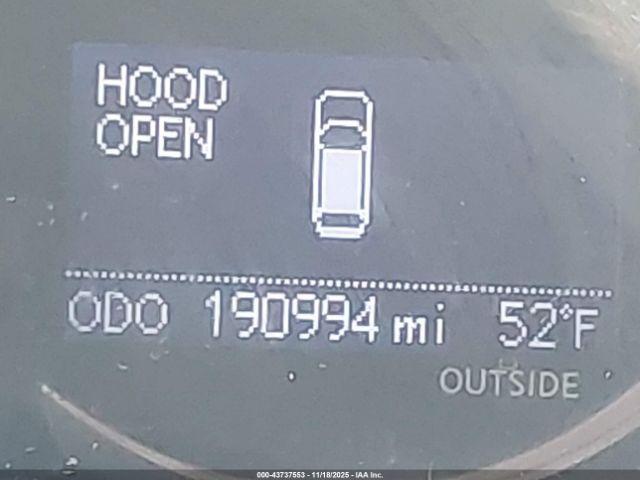 HOOD
OPEN
ODO 190994 mi 52°F
OUTSIDE
000-43737553 - 11/18/2025 - IAA Inc.